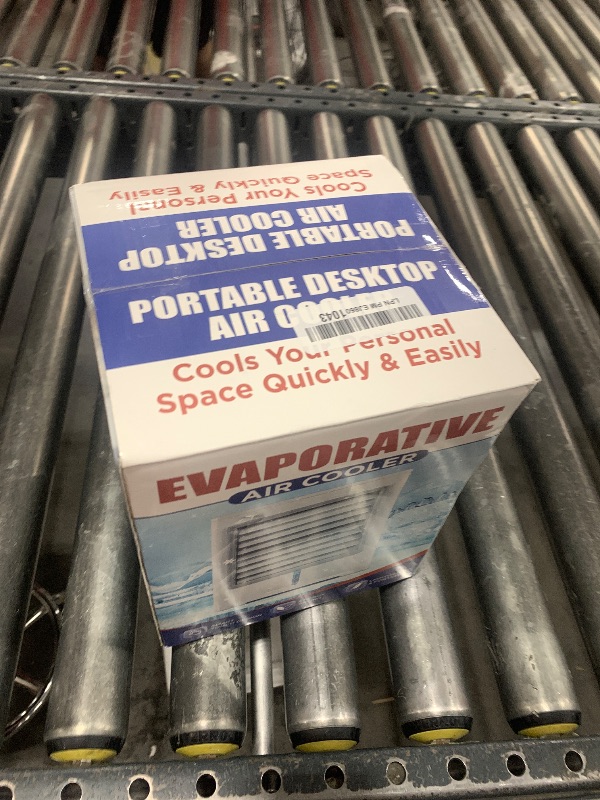 Cools Your Personal
Space Quickly & Easily
PORTABLE DESKTOP
AIR COOLER
PORTABLE DESKTOP
AIR
Cools Your Personal
Space Quickly & Easily
EVAPORATIVE
AIR COOLER